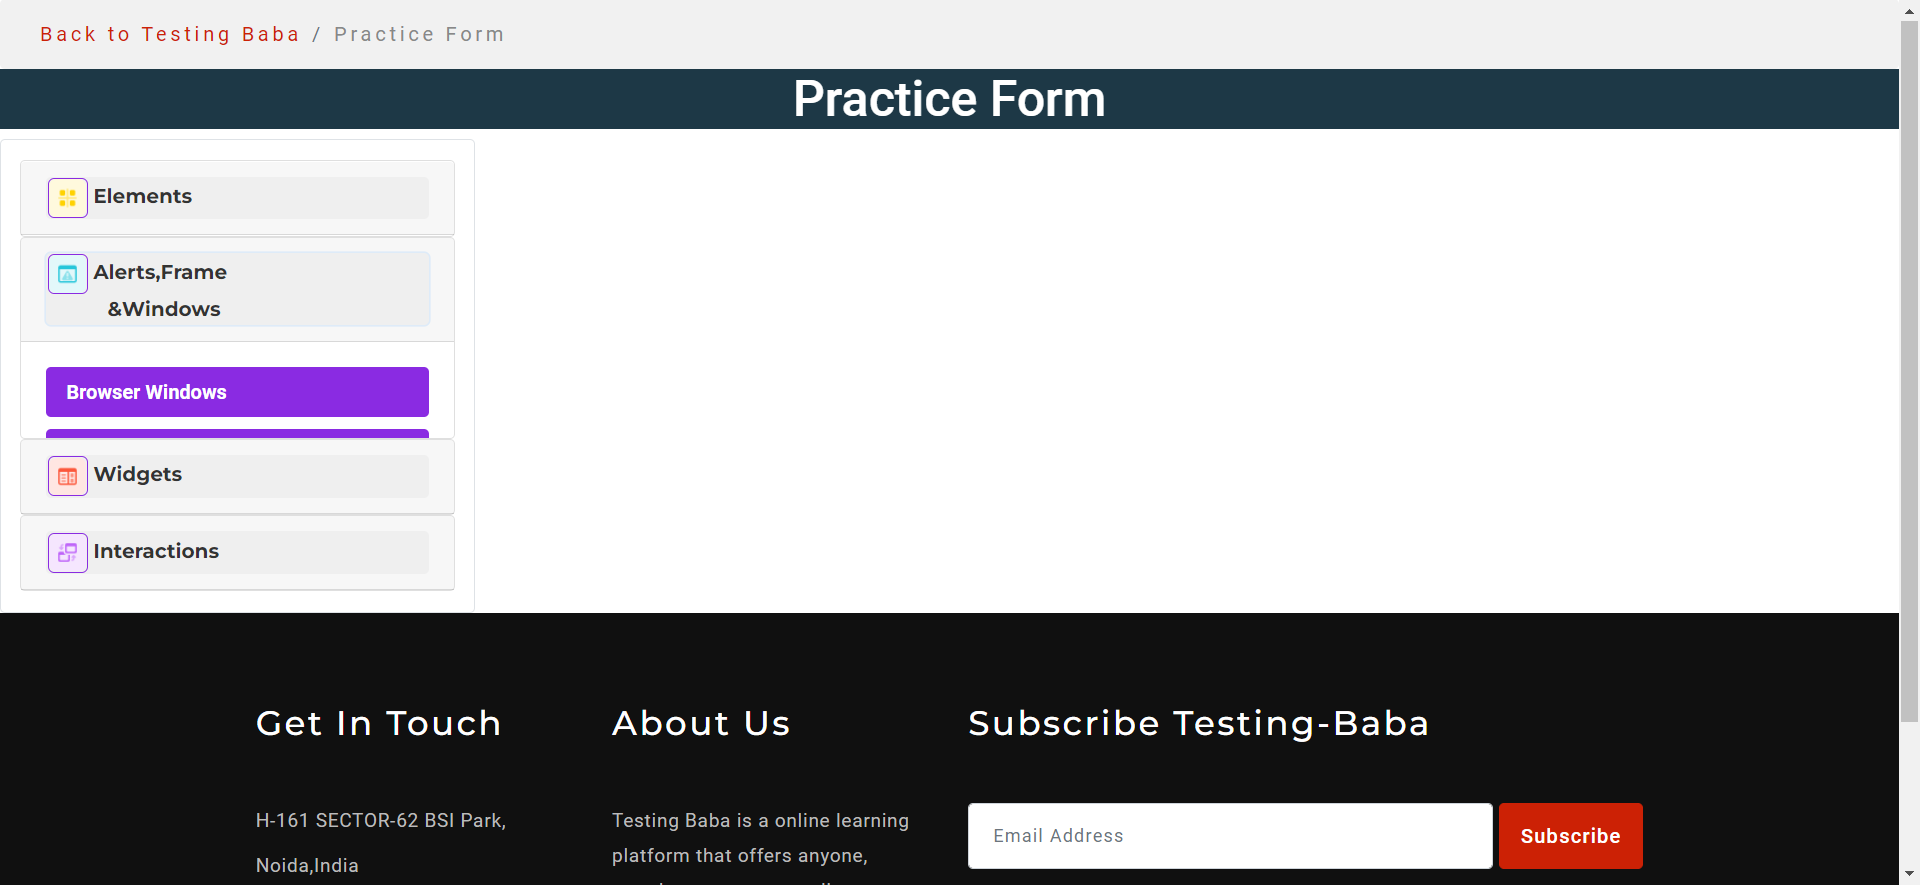 Back to Testing Baba / Practice Form
Practice Form
Elements
Alerts,Frame
&Windows
Browser Windows
Widgets
Interactions
Get In Touch
About Us
Subscribe Testing-Baba
H-161 SECTOR-62 BSI Park,
Noida,India
Testing Baba is a online learning
platform that offers anyone,
Email Address
Subscribe